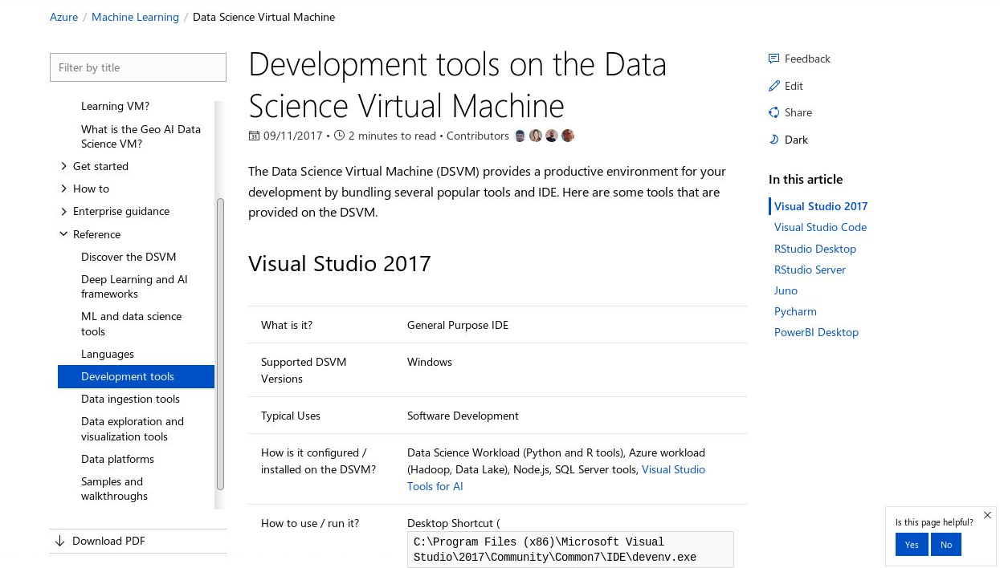 Azure / Machine Learning / Data Science Virtual Machine
Filter by title
Learning VM?
What is the Geo AI Data
Science VM?
Get started
How to
Enterprise guidance
Reference
Discover the DSVM
Deep Learning and AI
frameworks
ML and data science
tools
Languages
Development tools
Data ingestion tools
Data exploration and
visualization tools
Data platforms
Samples and
walkthroughs
Download PDF
Development tools on the Data
Science Virtual Machine
09/11/2017 • 2 minutes to read • Contributors
The Data Science Virtual Machine (DSVM) provides a productive environment for your
development by bundling several popular tools and IDE. Here are some tools that are
provided on the DSVM.
Visual Studio 2017
What is it? General Purpose IDE
Supported DSVM Windows
Versions
Typical Uses Software Development
How is it configured / Data Science Workload (Python and R tools), Azure workload
installed on the DSVM? (Hadoop, Data Lake), Node.js, SQL Server tools, Visual Studio
Tools for AI
How to use / run it? Desktop Shortcut (
C:\Program Files (x86)\Microsoft Visual
Studio\2017\Community\Common7\IDE\devenv.exe
Feedback
Edit
Share
Dark
In this article
Visual Studio 2017
Visual Studio Code
RStudio Desktop
RStudio Server
Juno
Pycharm
PowerBI Desktop
Is this page helpful?
Yes No